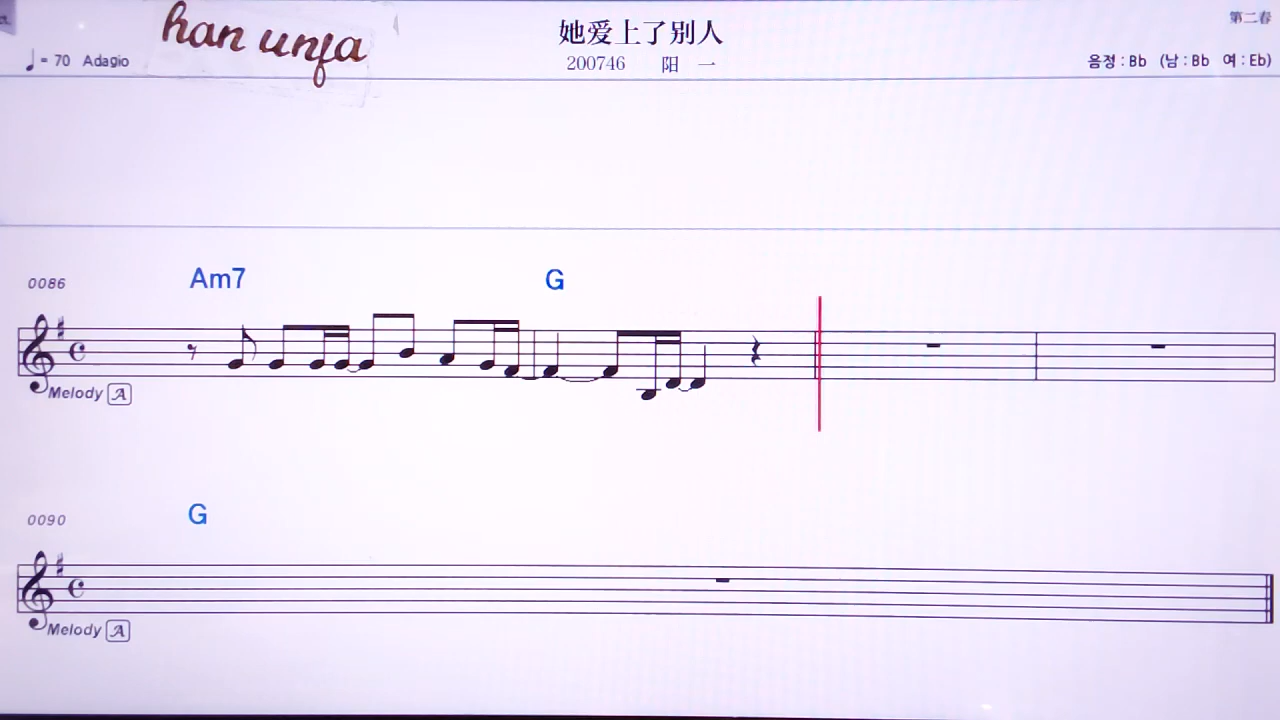 han unja
她爱上了别人
第二春
♩= 70 Adagio
200746 阳 一
음정 : Bb (남 : Bb 여 : Eb)
0086
Am7
G
Melody A
0090
G
Melody A